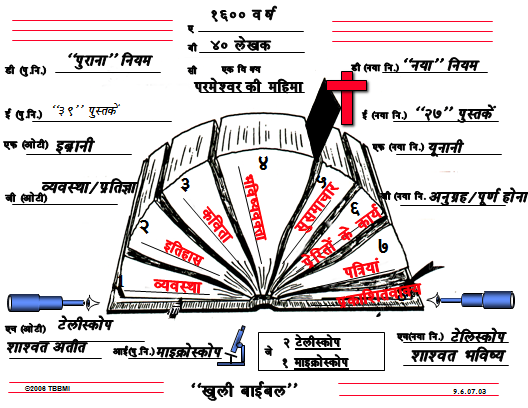 १६०० वर्ष
ए
बी ४० लेखक
सी एक विषय
परमेश्वर की महिमा
डी (पु.नि.) “पुराना” नियम
डी (नया नि.) “नया” नियम
ई (पु.नि.) “३९” पुस्तकें
ई (नया नि.) “२७” पुस्तकें
एफ (ओटी) इब्रानी
एफ (नया नि.) यूनानी
जी (ओटी) व्यवस्था/प्रतिज्ञा
जी (नया नि. अनुग्रह/पूर्ण होना
१ व्यवस्था
२ इतिहास
३ कविता
४ भविष्यवक्ता
५ सुसमाचार
६ प्रेरितों के कार्य
७ पत्रियां
प्रकाशितवाक्य
एच (ओटी) टेलीस्कोप
शाश्वत अतीत
आई(पु.नि.) माइक्रोस्कोप
जे २ टेलीस्कोप
१ माइक्रोस्कोप
एच(नया नि.) टेलिस्कोप
शाश्वत भविष्य
©2006 TBBMI
“खुली बाईबल”
9.6.07.03